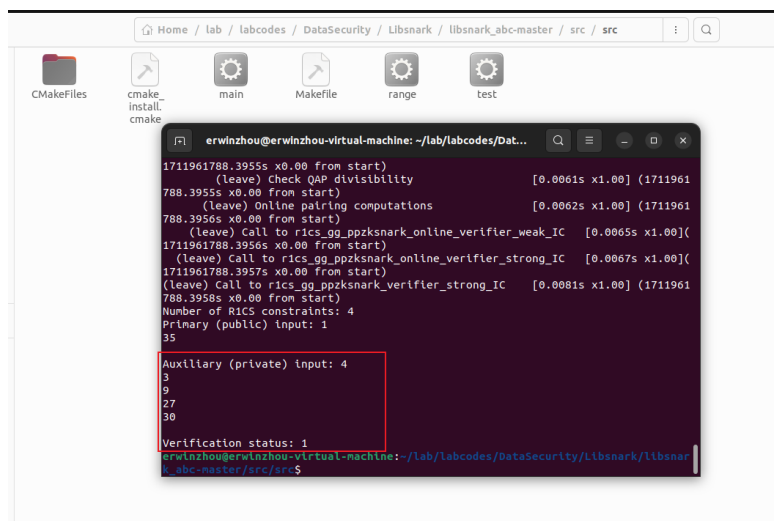 Home / lab / labcodes / DataSecurity / Libsnark / libsnark_abc-master / src / src
CMakeFiles
cmake_
install.
cmake
main
Makefile
range
test
erwinzhou@erwinzhou-virtual-machine: ~/lab/labcodes/Dat...
1711961788.3955s x0.00 from start)
(leave) Check QAP divisibility [0.0061s x1.00] (1711961
788.3955s x0.00 from start)
(leave) Online pairing computations [0.0062s x1.00] (1711961
788.3956s x0.00 from start)
(leave) Call to r1cs_gg_ppzksnark_online_verifier_weak_IC [0.0065s x1.00](
1711961788.3956s x0.00 from start)
(leave) Call to r1cs_gg_ppzksnark_online_verifier_strong_IC [0.0067s x1.00](
1711961788.3957s x0.00 from start)
(leave) Call to r1cs_gg_ppzksnark_verifier_strong_IC [0.0081s x1.00] (1711961
788.3958s x0.00 from start)
Number of R1CS constraints: 4
Primary (public) input: 1
35
Auxiliary (private) input: 4
3
9
27
30
Verification status: 1
erwinzhou@erwinzhou-virtual-machine:~/lab/labcodes/DataSecurity/Libsnark/libsnar
k_abc-master/src/src$